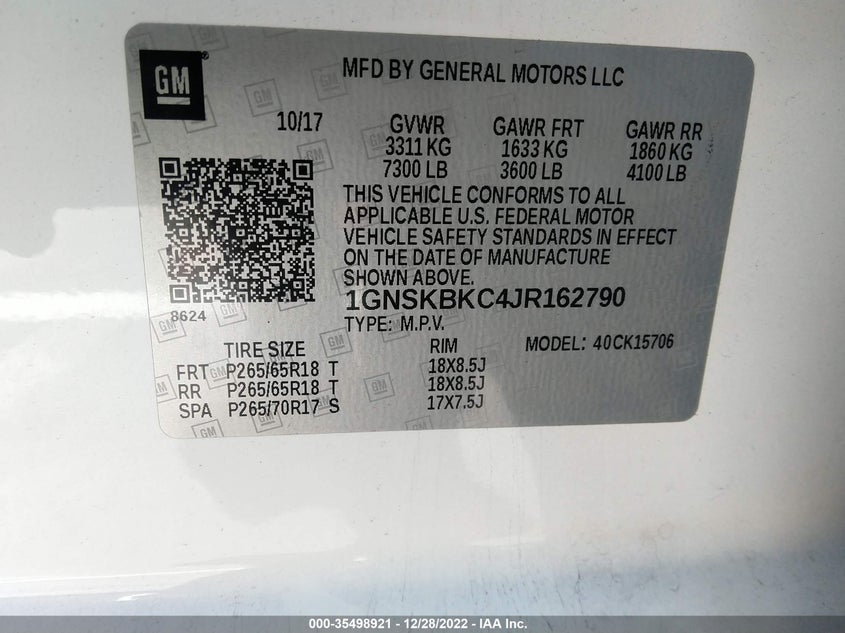 GM
MFD BY GENERAL MOTORS LLC
10/17 GVWR GAWR FRT GAWR RR
3311 KG 1633 KG 1860 KG
7300 LB 3600 LB 4100 LB
THIS VEHICLE CONFORMS TO ALL
APPLICABLE U.S. FEDERAL MOTOR
VEHICLE SAFETY STANDARDS IN EFFECT
ON THE DATE OF MANUFACTURE
SHOWN ABOVE.
1GNSKBKC4JR162790
8624
TYPE: M.P.V.
MODEL: 40CK15706
TIRE SIZE RIM
FRT P265/65R18 T 18X8.5J
RR P265/65R18 T 18X8.5J
SPA P265/70R17 S 17X7.5J
000-35498921 - 12/28/2022 - IAA Inc.